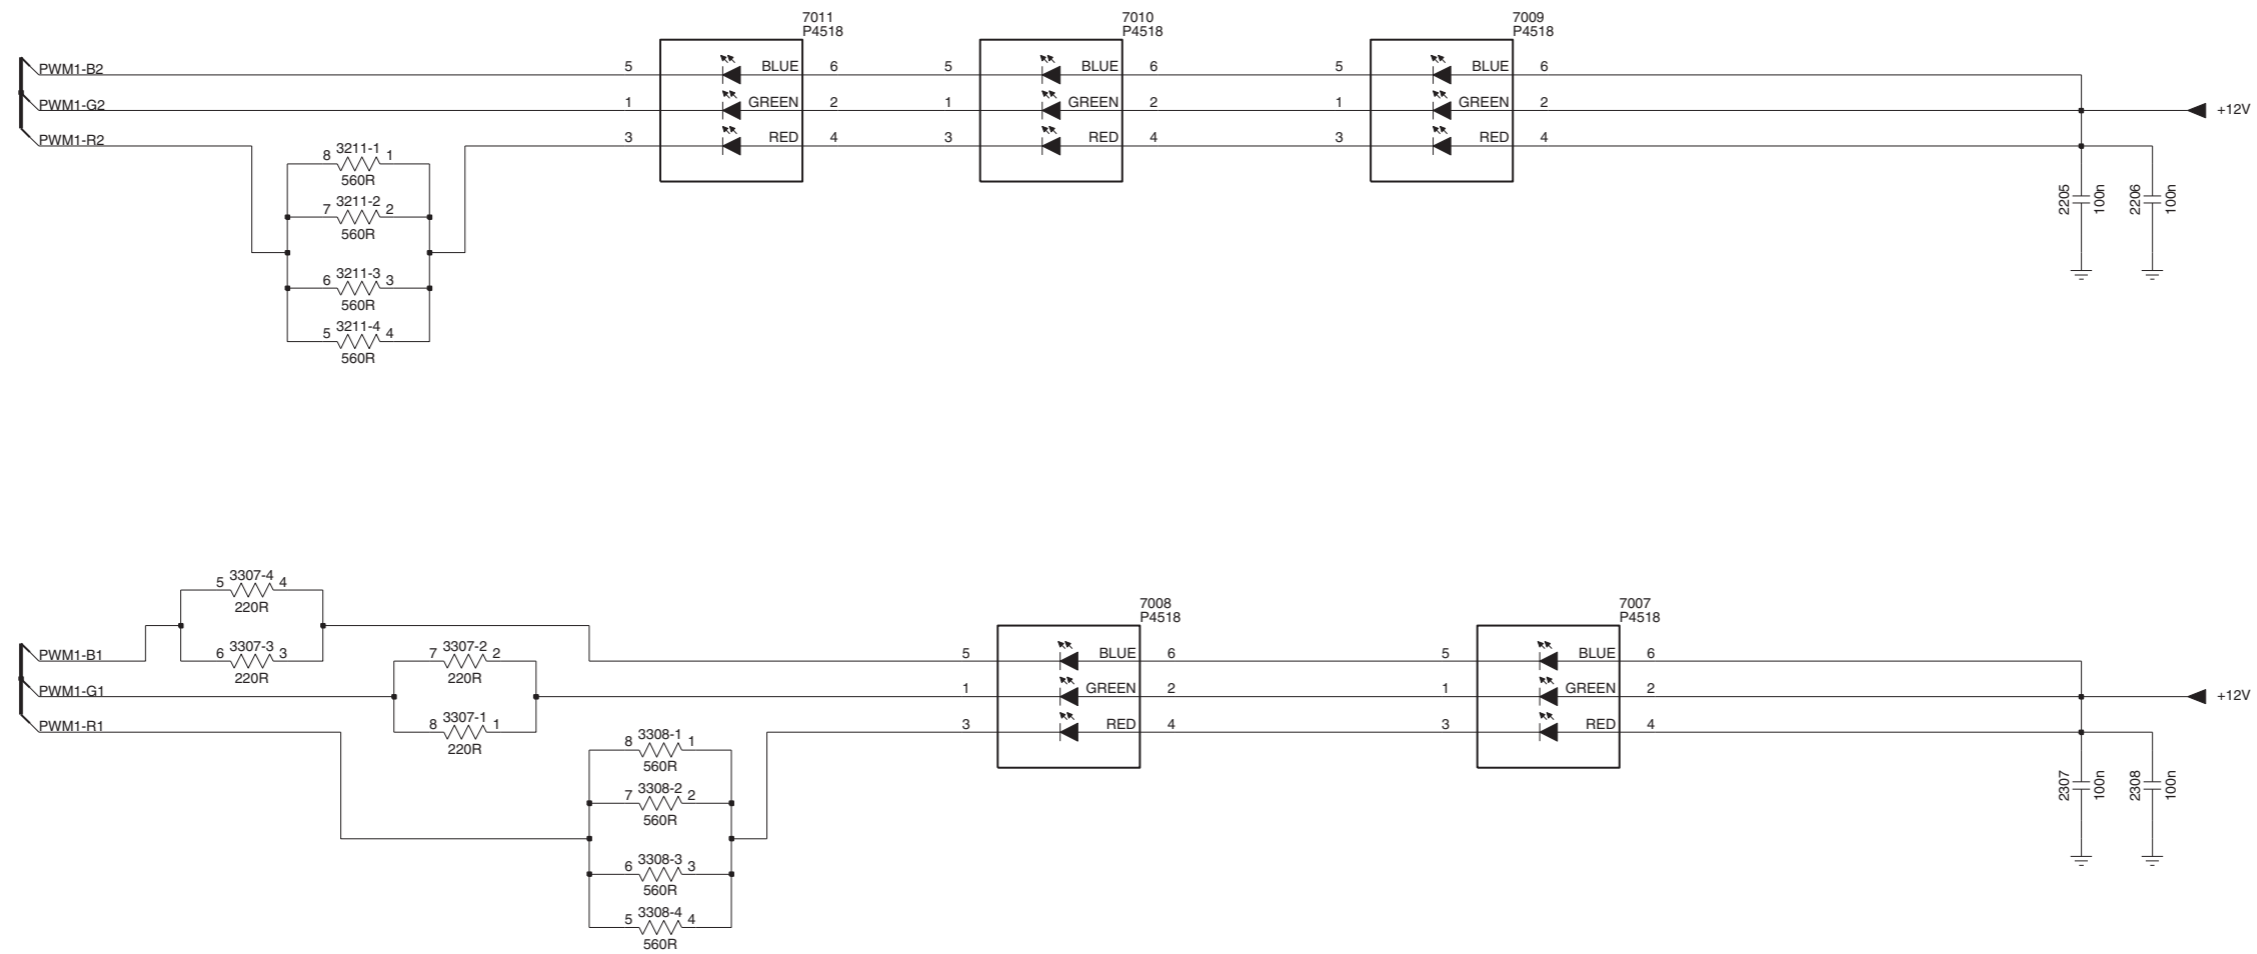 7011
P4518
7010
P4518
7009
P4518
PWM1-B2
5 BLUE 6 5 BLUE 6 5 BLUE 6
PWM1-G2
1 GREEN 2 1 GREEN 2 1 GREEN 2
+12V
PWM1-R2
3 RED 4 3 RED 4 3 RED 4
8 3211-1 1
560R
7 3211-2 2
560R
6 3211-3 3
560R
5 3211-4 4
560R
2205
100n
2206
100n
5 3307-4 4
220R
6 3307-3 3
220R
7 3307-2 2
220R
8 3307-1 1
220R
7008
P4518
7007
P4518
PWM1-B1
5 BLUE 6 5 BLUE 6
PWM1-G1
1 GREEN 2 1 GREEN 2
+12V
PWM1-R1
3 RED 4 3 RED 4
8 3308-1 1
560R
7 3308-2 2
560R
6 3308-3 3
560R
5 3308-4 4
560R
2307
100n
2308
100n